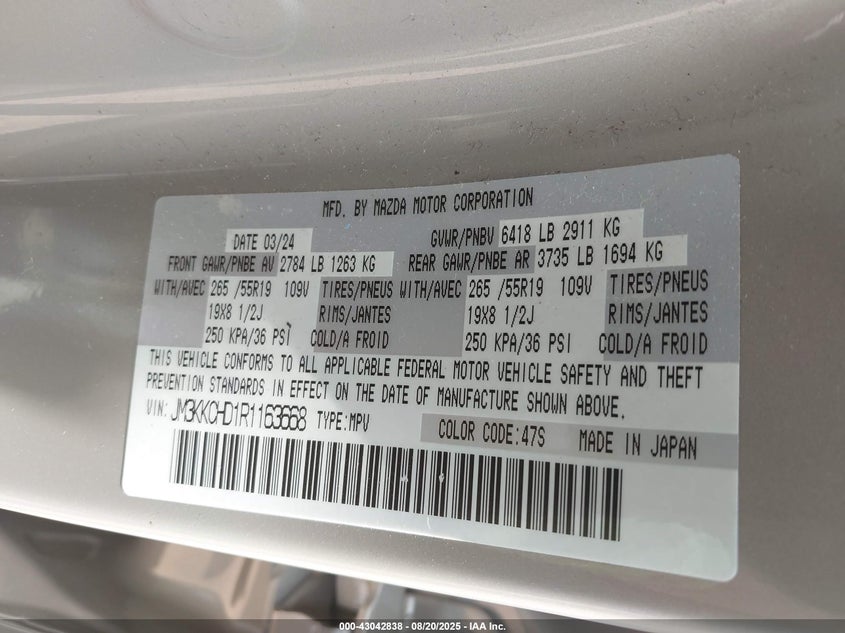 MFD. BY MAZDA MOTOR CORPORATION
DATE 03/24 GVWR/PNBV 6418 LB 2911 KG
FRONT GAWR/PNBE AV 2784 LB 1263 KG REAR GAWR/PNBE AR 3735 LB 1694 KG
WITH/AVEC 265 /55R19 109V TIRES/PNEUS WITH/AVEC 265 /55R19 109V TIRES/PNEUS
19X8 1/2J RIMS/JANTES 19X8 1/2J RIMS/JANTES
250 KPA/36 PSI COLD/A FROID 250 KPA/36 PSI COLD/A FROID
THIS VEHICLE CONFORMS TO ALL APPLICABLE FEDERAL MOTOR VEHICLE SAFETY AND THEFT
PREVENTION STANDARDS IN EFFECT ON THE DATE OF MANUFACTURE SHOWN ABOVE.
VIN: JM3KKCHD1R1163668 TYPE:MPV COLOR CODE:47S MADE IN JAPAN
000-43042838 - 08/20/2025 - IAA Inc.